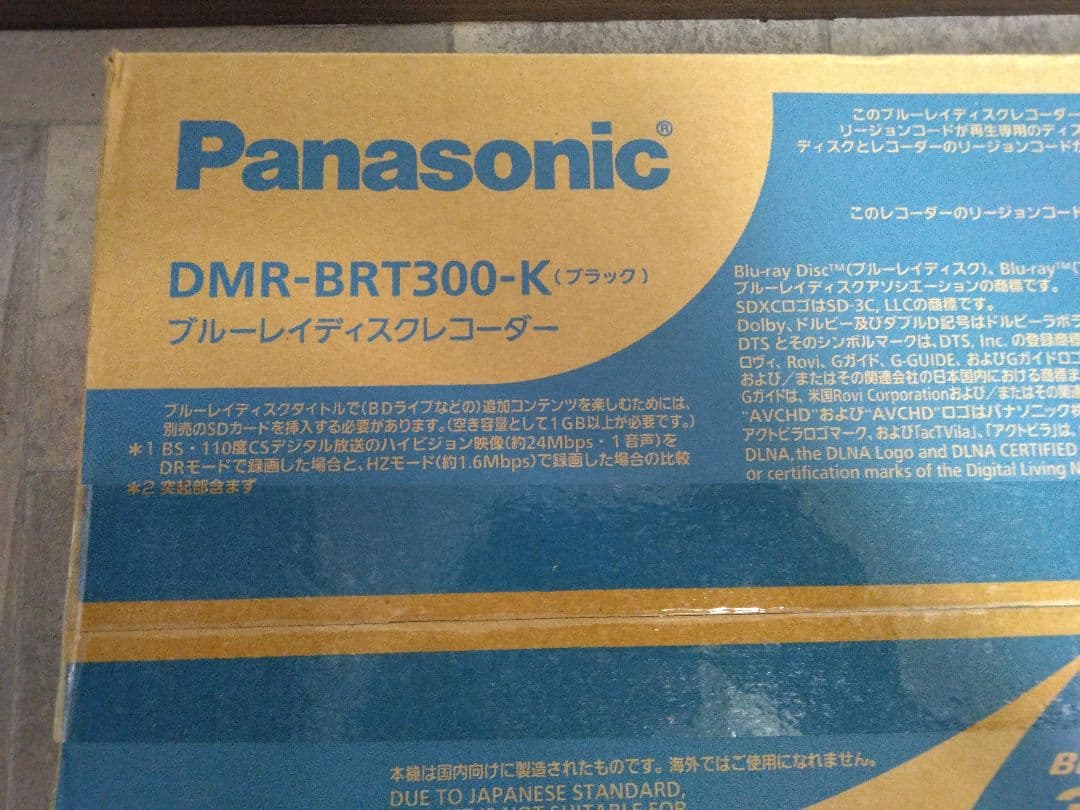 Panasonic®
DMR-BRT300-K(ブラック)
ブルーレイディスクレコーダー
ブルーレイディスクタイトルで(BDライブなどの)追加コンテンツを楽しむためには、
別売のSDカードを挿入する必要があります。(空き容量として1GB以上が必要です。)
*1 BS・110度CSデジタル放送のハイビジョン映像(約24Mbps・1音声)を
DRモードで録画した場合と、HZモード(約1.6Mbps)で録画した場合の比較
*2 突起部含まず
このブルーレイディスクレコーダー
リージョンコードが再生専用のディス
ディスクとレコーダーのリージョンコードが
このレコーダーのリージョンコード
Blu-ray Disc™(ブルーレイディスク)、Blu-ray™(
ブルーレイディスクアソシエーションの商標です。
SDXCロゴはSD-3C, LLCの商標です。
Dolby、ドルビー及びダブルD記号はドルビーラボラ
DTS とそのシンボルマークは、DTS, Inc. の登録商標
ロヴィ、Rovi、Gガイド、G-GUIDE、およびGガイドロゴ
および/またはその関連会社の日本国内における商標ま
Gガイドは、米国Rovi Corporationおよび/またはその関連
“AVCHD”および“AVCHD”ロゴはパナソニック株
アクトビラロゴマーク、および「acTVila」、「アクトビラ」は、
DLNA, the DLNA Logo and DLNA CERTIFIED
or certification marks of the Digital Living N
本機は国内向けに製造されたものです。海外ではご使用になれません。
DUE TO JAPANESE STANDARD,